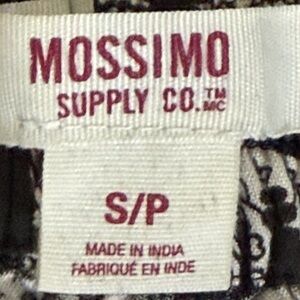 MOSSIMO
SUPPLY CO.™ MC
S/P
MADE IN INDIA
FABRIQUÉ EN INDE